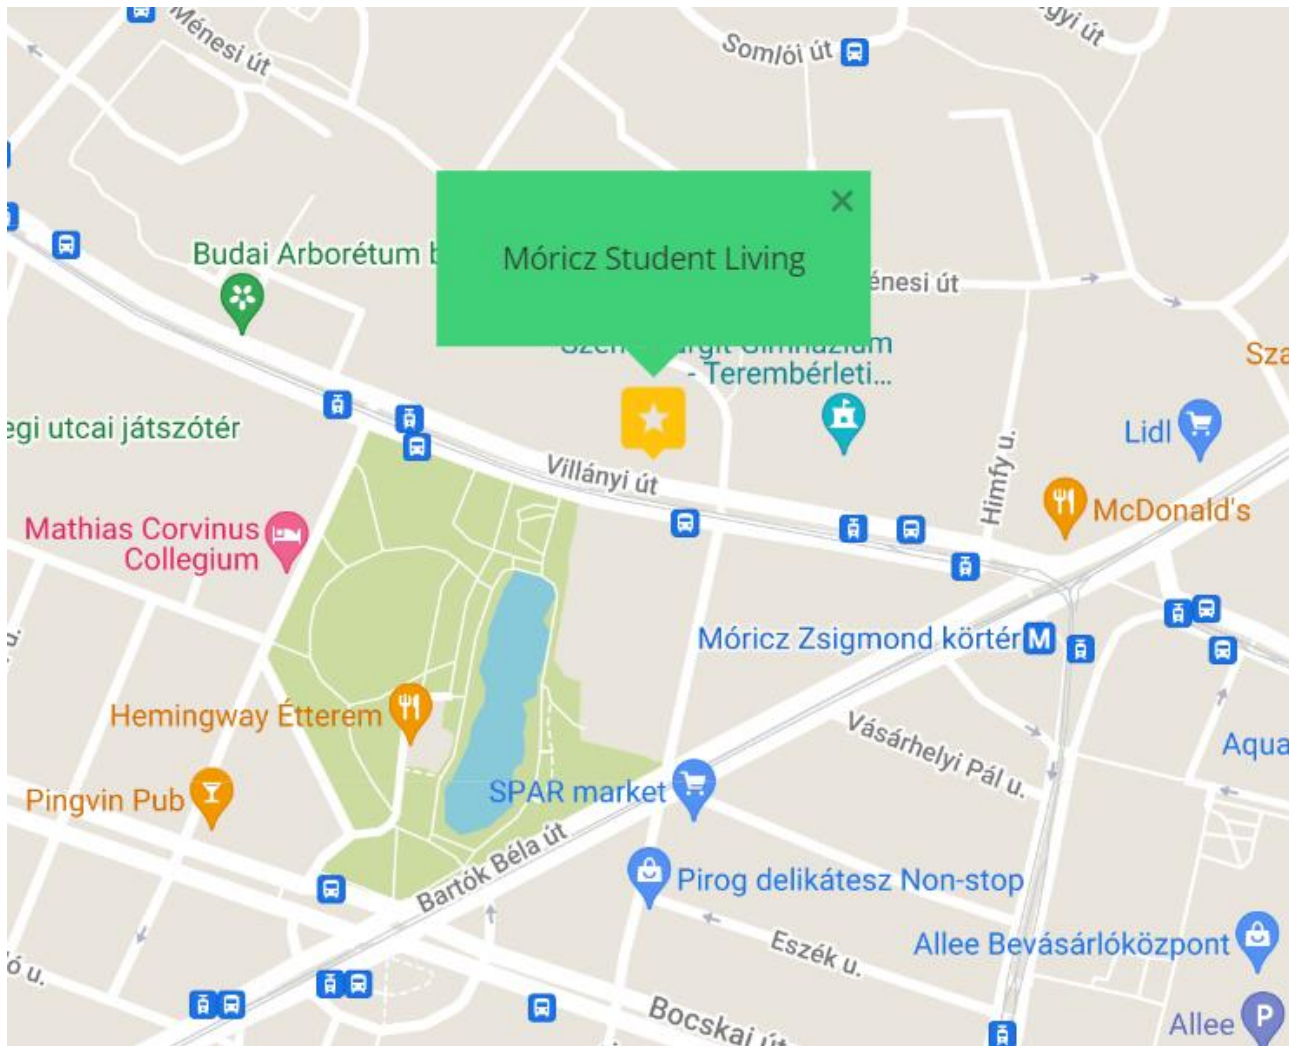 Ménesi út
Somlói út
Móricz Student Living
Budai Arborétum
énesi út
- Terembérleti...
Sza
egi utcai játszótér
Lidl
Villányi út
Himfy u.
McDonald's
Mathias Corvinus
Collegium
Móricz Zsigmond körtér M
Hemingway Étterem
Vásárhelyi Pál u.
Aqua
SPAR market
Pingvin Pub
Bartók Béla út
Pirog delikátesz Non-stop
Eszék u.
Allee Bevásárlóközpont
ó u.
Bocskai út
Allee P